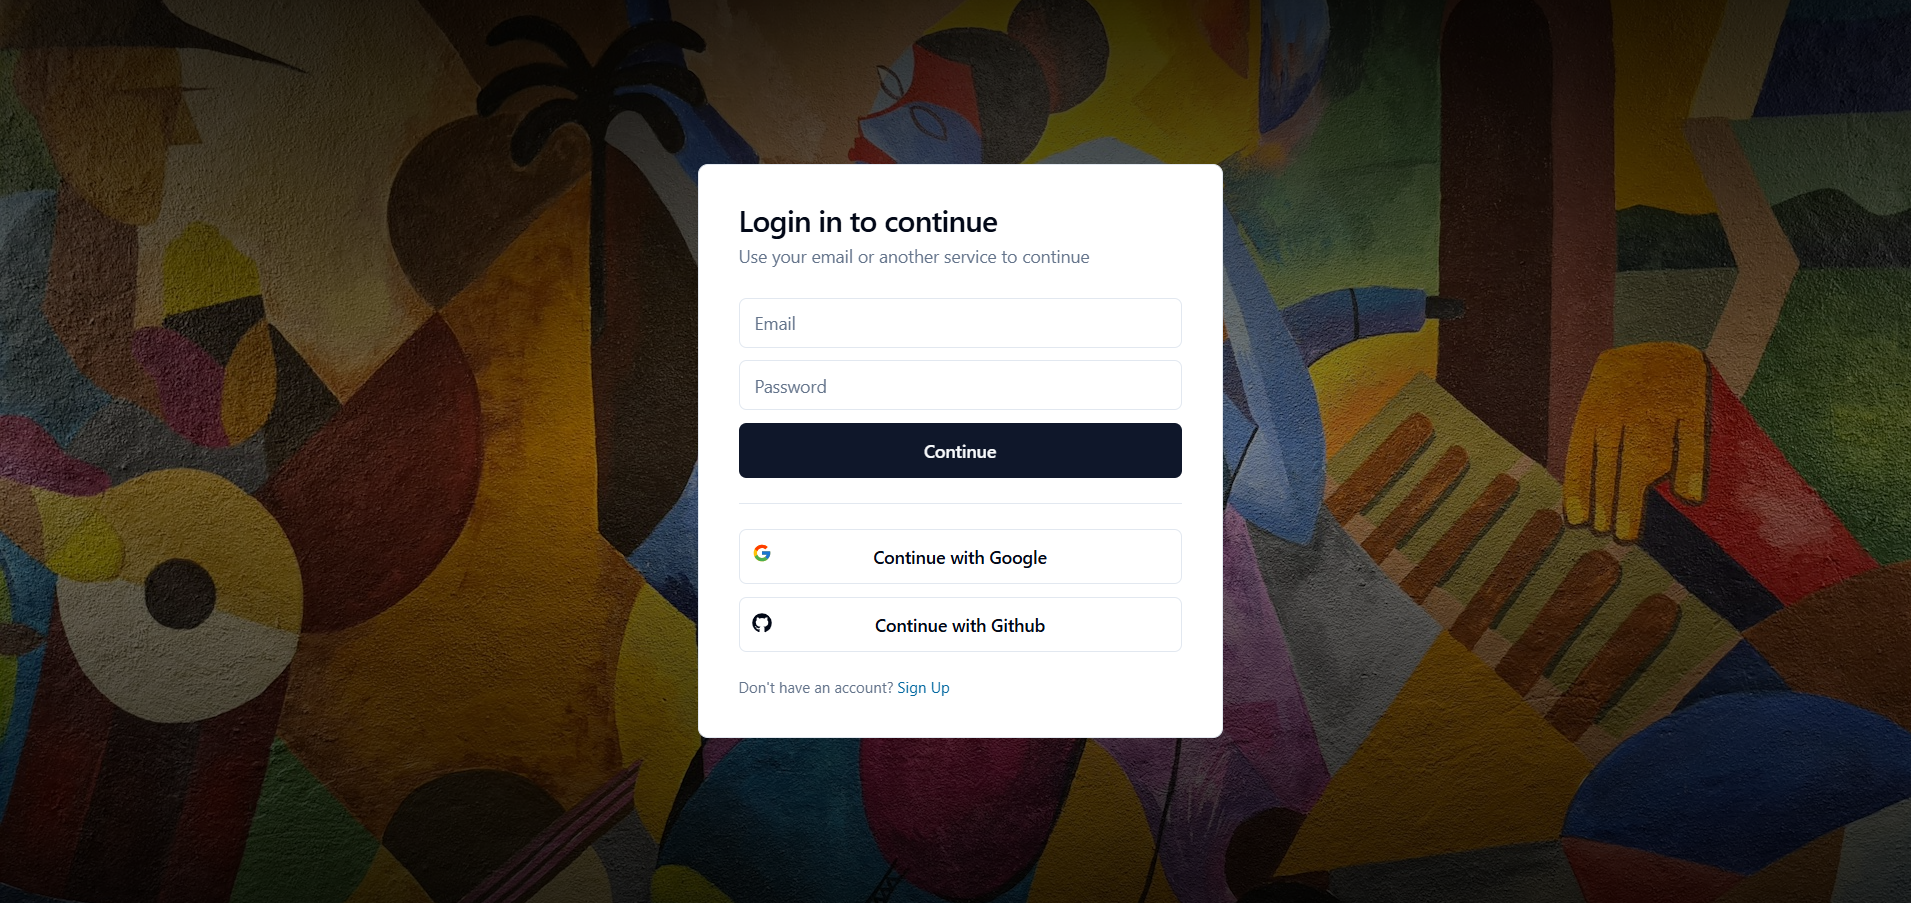 Login in to continue
Use your email or another service to continue
Email
Password
Continue
Continue with Google
Continue with Github
Don't have an account? Sign Up